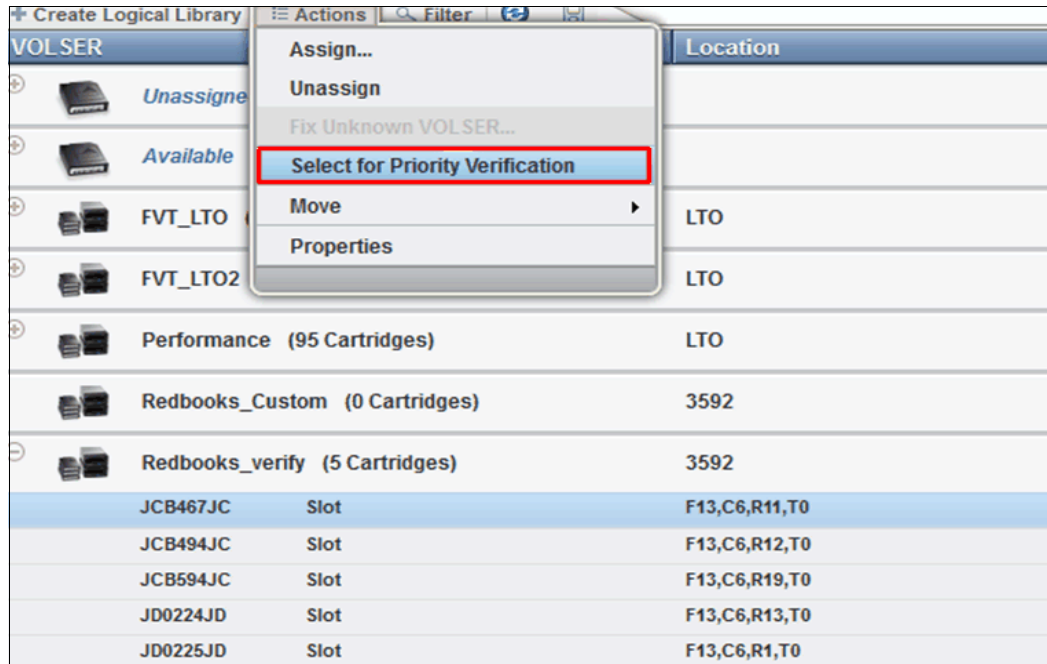 Create Logical Library Actions Filter
VOLSER Location
Assign...
Unassign
Unassigne
Fix Unknown VOLSER...
Available
Select for Priority Verification
Move
FVT_LTO ( LTO
Properties
FVT_LTO2 LTO
Performance (95 Cartridges) LTO
Redbooks_Custom (0 Cartridges) 3592
Redbooks_verify (5 Cartridges) 3592
JCB467JC Slot F13,C6,R11,T0
JCB494JC Slot F13,C6,R12,T0
JCB594JC Slot F13,C6,R19,T0
JD0224JD Slot F13,C6,R13,T0
JD0225JD Slot F13,C6,R1,T0